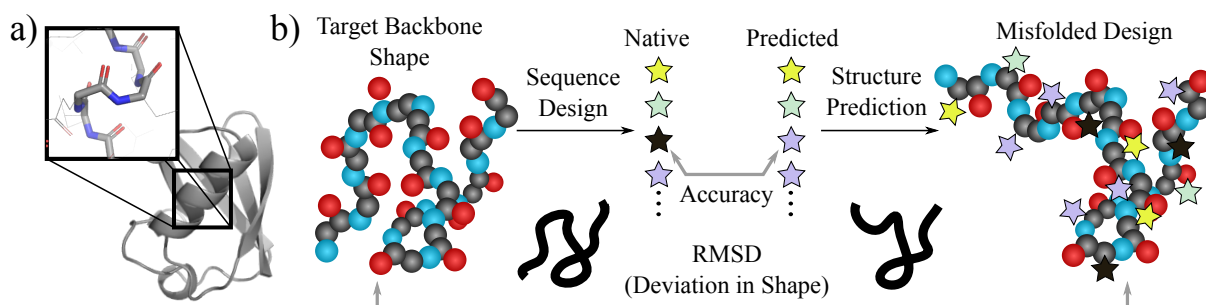 a)
b)
Target Backbone
Shape
Sequence
Design
Native
Predicted
Accuracy
Structure
Prediction
Misfolded Design
RMSD
(Deviation in Shape)